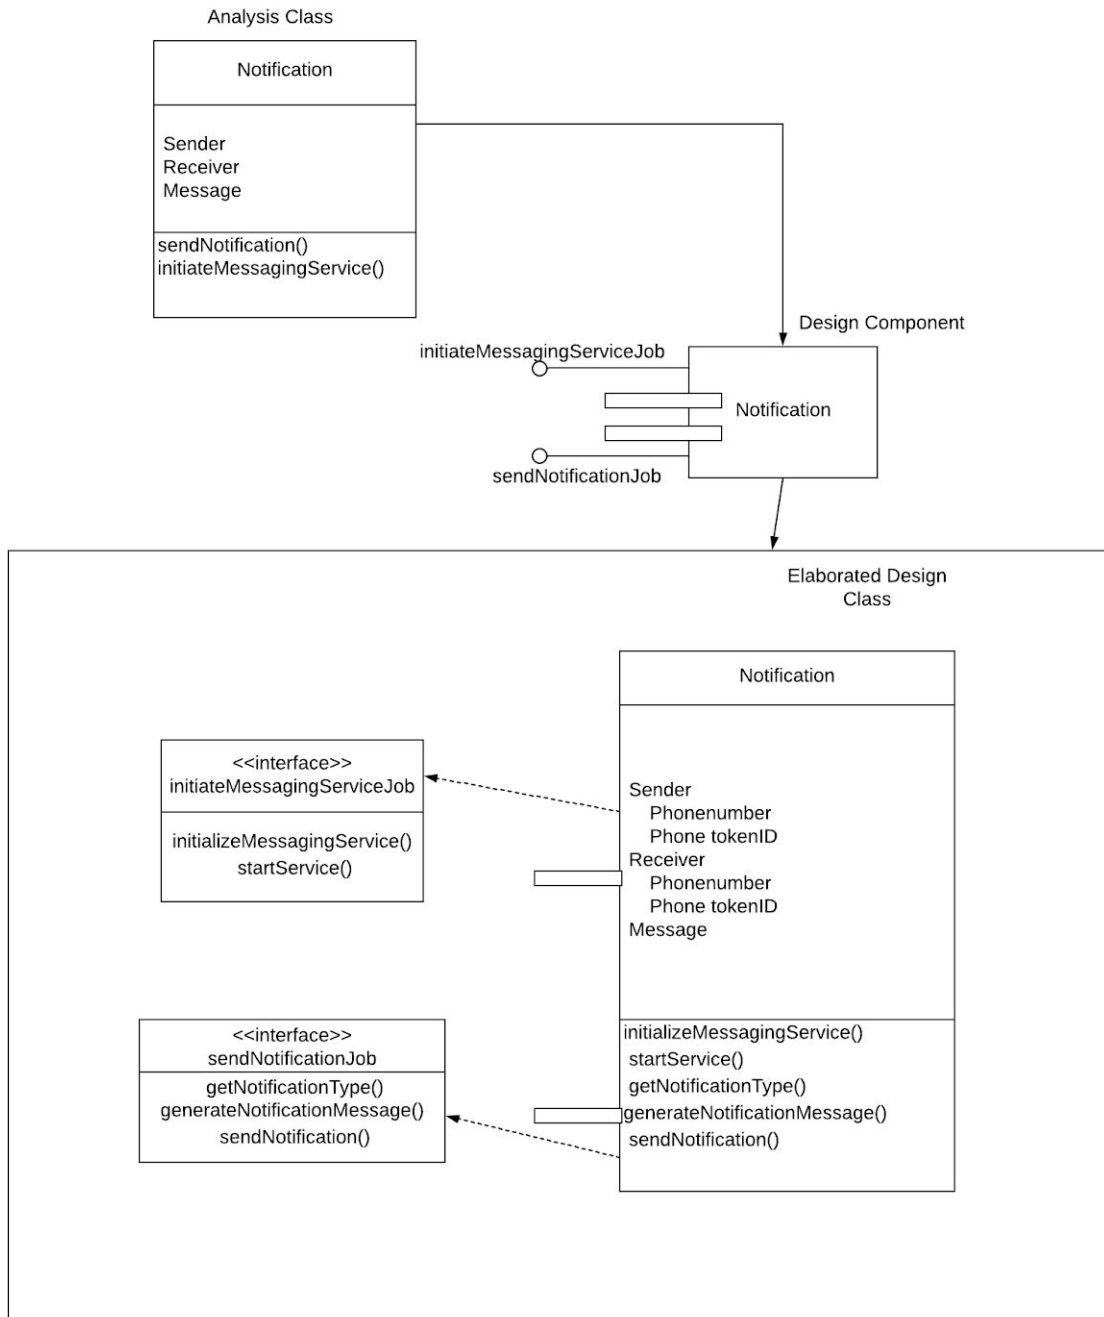 Analysis Class
Notification
Sender
Receiver
Message
sendNotification()
initiateMessagingService()
Design Component
initiateMessagingServiceJob
Notification
sendNotificationJob
Elaborated Design
Class
Notification
<<interface>>
initiateMessagingServiceJob
initializeMessagingService()
startService()
Sender
Phonenumber
Phone tokenID
Receiver
Phonenumber
Phone tokenID
Message
<<interface>>
sendNotificationJob
getNotificationType()
generateNotificationMessage()
sendNotification()
initializeMessagingService()
startService()
getNotificationType()
generateNotificationMessage()
sendNotification()